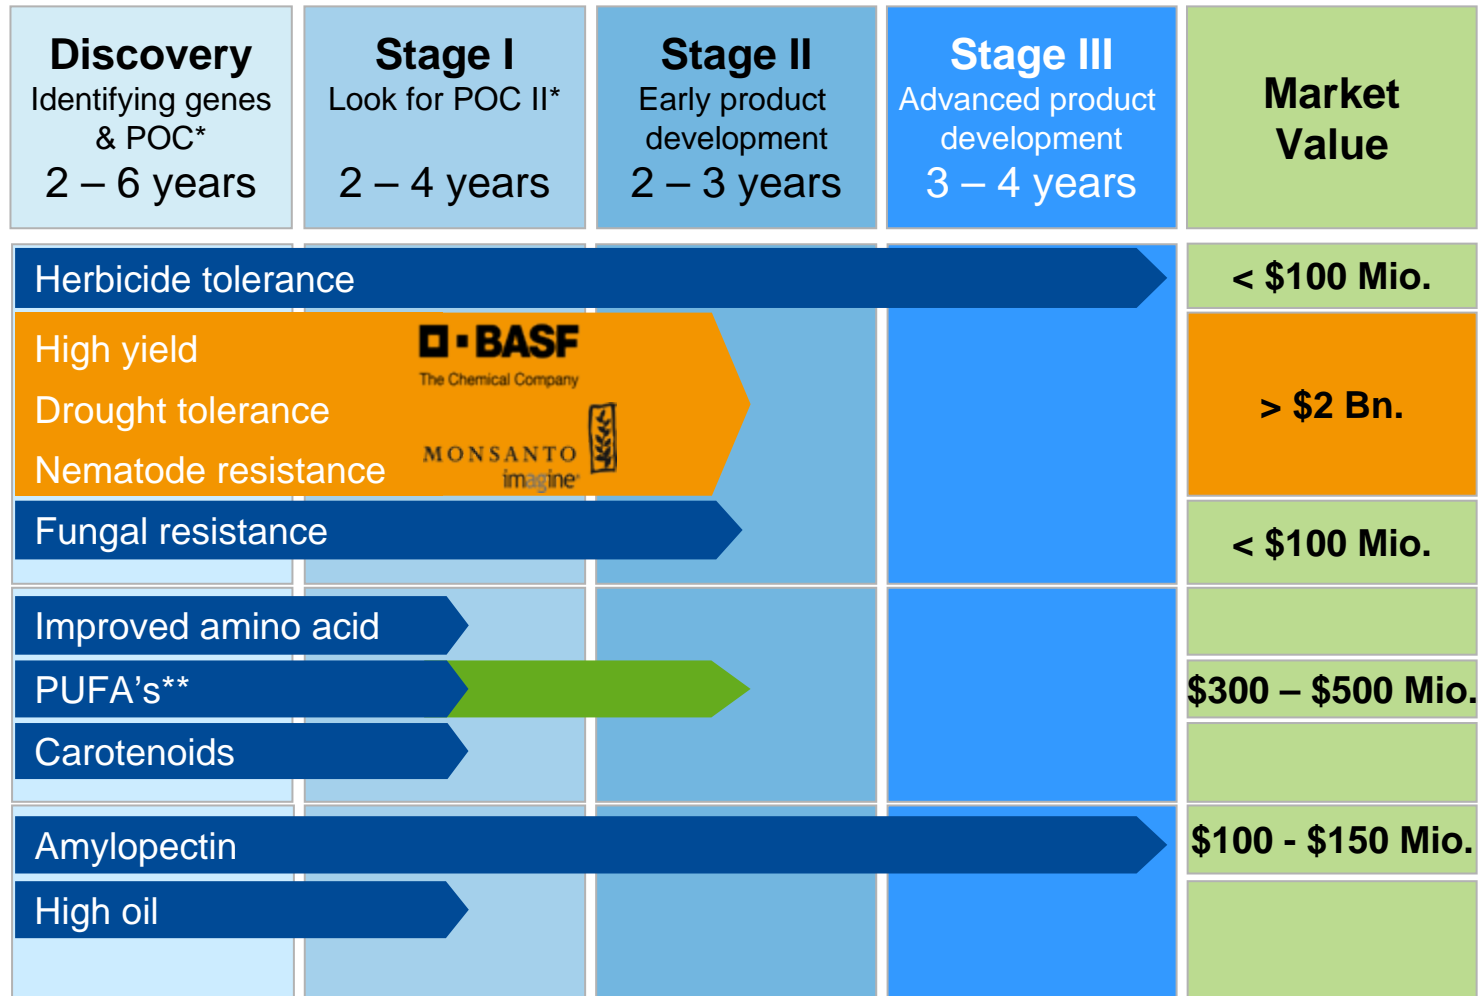 Discovery
Identifying genes
& POC*
2 – 6 years
Stage I
Look for POC II*
2 – 4 years
Stage II
Early product
development
2 – 3 years
Stage III
Advanced product
development
3 – 4 years
Market
Value
Herbicide tolerance
< $100 Mio.
High yield
Drought tolerance
Nematode resistance
BASF
The Chemical Company
MONSANTO
imagine®
> $2 Bn.
Fungal resistance
< $100 Mio.
Improved amino acid
PUFA's**
$300 – $500 Mio.
Carotenoids
Amylopectin
$100 - $150 Mio.
High oil